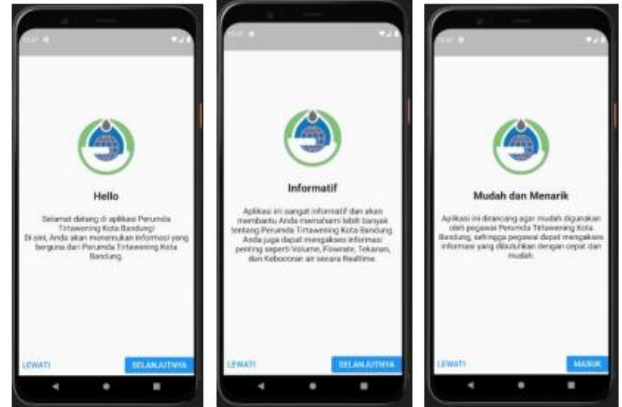 Hello
Selamat datang di aplikasi Perumda
Tirtawening Kota Bandung!
Di sini, Anda akan menemukan informasi yang
berguna dari Perumda Tirtawening Kota
Bandung.
LEWATI
SELANJUTNYA
Informatif
Aplikasi ini sangat informatif dan akan
membantu Anda memahami lebih banyak
tentang Perumda Tirtawening Kota Bandung.
Anda juga dapat mengakses informasi
penting seperti Volume, Flowrate, Tekanan,
dan Kebocoran air secara Realtime.
LEWATI
SELANJUTNYA
Mudah dan Menarik
Aplikasi ini dirancang agar mudah digunakan
oleh pegawai Perumda Tirtawening Kota
Bandung, sehingga pegawai dapat mengakses
informasi yang dibutuhkan dengan cepat dan
mudah.
LEWATI
MASUK